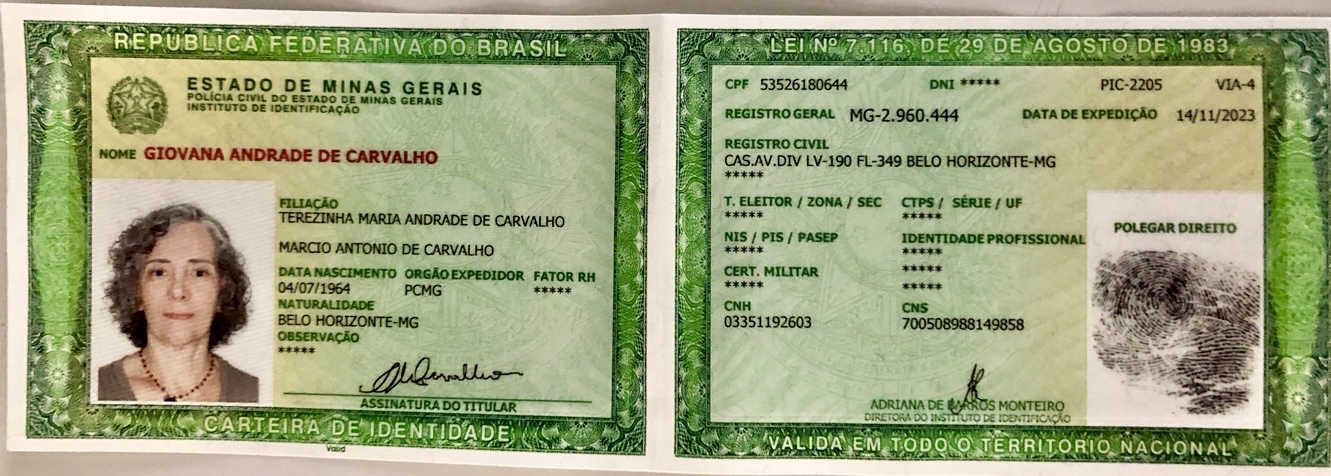 REPÚBLICA FEDERATIVA DO BRASIL
ESTADO DE MINAS GERAIS
POLÍCIA CIVIL DO ESTADO DE MINAS GERAIS
INSTITUTO DE IDENTIFICAÇÃO
NOME GIOVANA ANDRADE DE CARVALHO
FILIAÇÃO
TEREZINHA MARIA ANDRADE DE CARVALHO
MARCIO ANTONIO DE CARVALHO
DATA NASCIMENTO ORGÃO EXPEDIDOR FATOR RH
04/07/1964 PCMG *****
NATURALIDADE
BELO HORIZONTE-MG
OBSERVAÇÃO
*****
ASSINATURA DO TITULAR
CARTEIRA DE IDENTIDADE
LEI Nº 7.116, DE 29 DE AGOSTO DE 1983
CPF 53526180644 DNI ***** PIC-2205 VIA-4
REGISTRO GERAL MG-2.960.444 DATA DE EXPEDIÇÃO 14/11/2023
REGISTRO CIVIL
CAS.AV.DIV LV-190 FL-349 BELO HORIZONTE-MG
*****
T. ELEITOR / ZONA / SEC CTPS / SÉRIE / UF
***** *****
NIS / PIS / PASEP IDENTIDADE PROFISSIONAL
***** *****
CERT. MILITAR *****
***** *****
CNH CNS
03351192603 700508988149858
POLEGAR DIREITO
ADRIANA DE BARROS MONTEIRO
DIRETORA DO INSTITUTO DE IDENTIFICAÇÃO
VALIDA EM TODO O TERRITÓRIO NACIONAL